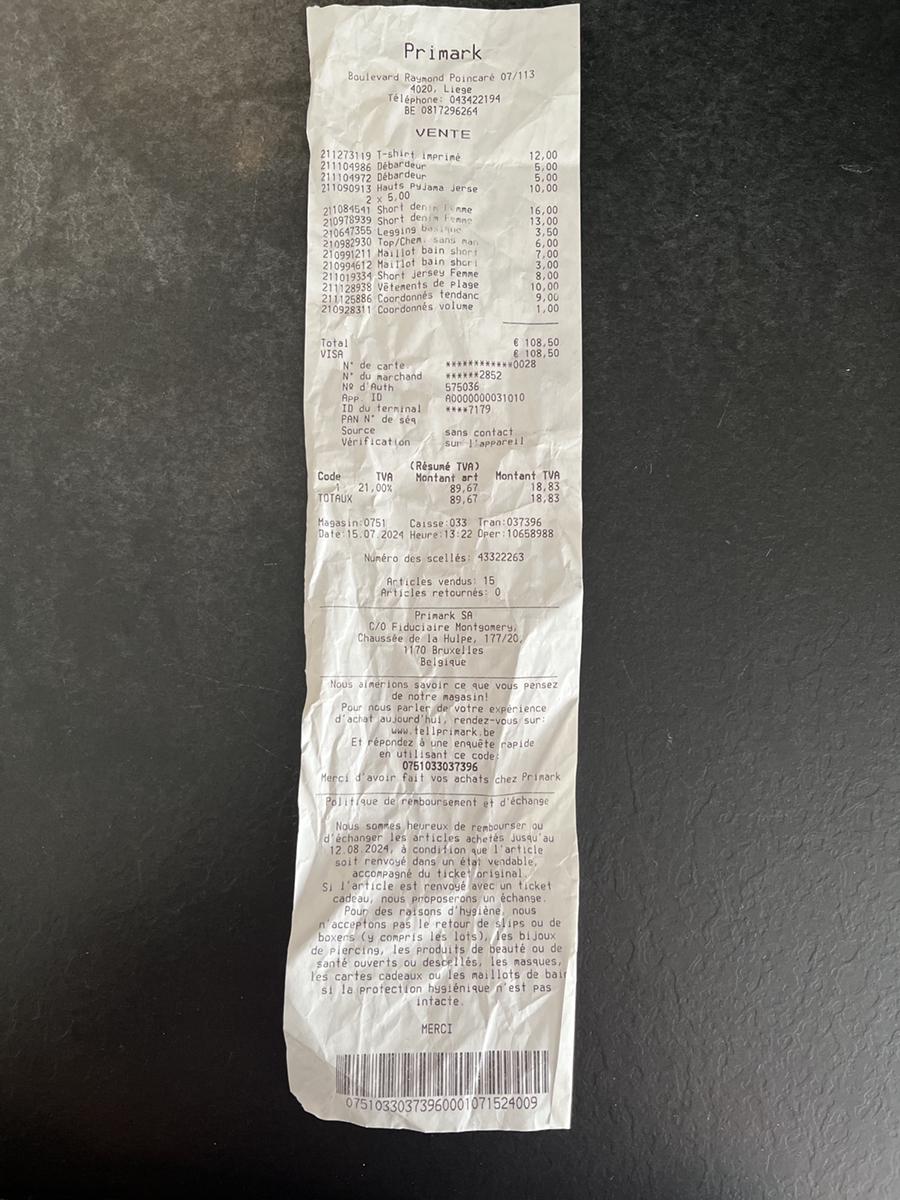 Primark
Boulevard Raymond Poincaré 07/113
4020, Liege
Téléphone: 043422194
BE 0817296264
VENTE
211273119 T-shirt imprimé 12,00
211104986 Débardeur 5,00
211104972 Débardeur 5,00
211090913 Hauts Pyjama Jerse 10,00
2 x 5,00
211084541 Short denim Femme 16,00
210978939 Short denim Femme 13,00
210647355 Legging basique 3,50
210982930 Top/Chem. sans man 6,00
210991211 Maillot bain short 7,00
210994612 Maillot bain short 3,00
211019334 Short jersey Femme 8,00
211128938 Vêtements de plage 10,00
211125886 Coordonnés tendanc 9,00
210928311 Coordonnés volume 1,00
Total € 108,50
VISA € 108,50
N° de carte ************0028
N° du marchand ******2852
Nº d'Auth 575036
App. ID A0000000031010
ID du terminal ****7179
PAN N° de séq
Source sans contact
Vérification sur l'appareil
(Résumé TVA)
Code TVA Montant art Montant TVA
1 21,00% 89,67 18,83
TOTAUX 89,67 18,83
Magasin:0751 Caisse:033 Tran:037396
Date:15.07.2024 Heure:13:22 Oper:10658988
Numéro des scellés: 43322263
Articles vendus: 15
Articles retournés: 0
Primark SA
C/O Fiduciaire Montgomery,
Chaussée de la Hulpe, 177/20,
1170 Bruxelles
Belgique
Nous aimerions savoir ce que vous pensez
de notre magasin!
Pour nous parler de votre expérience
d'achat aujourd'hui, rendez-vous sur:
www.tellprimark.be
Et répondez à une enquête rapide
en utilisant ce code:
0751033037396
Merci d'avoir fait vos achats chez Primark
Politique de remboursement et d'échange
Nous sommes heureux de rembourser ou
d'échanger les articles achetés jusqu'au
12.08.2024, à condition que l'article
soit renvoyé dans un état vendable,
accompagné du ticket original.
Si l'article est renvoyé avec un ticket
cadeau, nous proposerons un échange.
Pour des raisons d'hygiène, nous
n'acceptons pas le retour de slips ou de
boxers (y compris les lots), les bijoux
de piercing, les produits de beauté ou de
santé ouverts ou descellés, les masques,
les cartes cadeaux ou les maillots de bain
si la protection hygiénique n'est pas
intacte.
MERCI
07510330373960001071524009